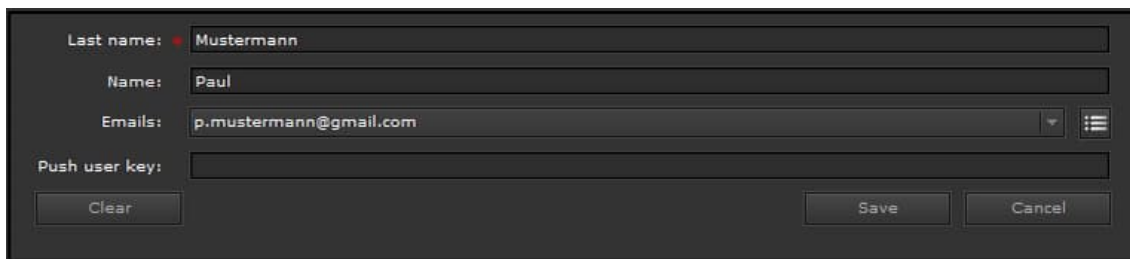 Last name: * Mustermann
Name: Paul
Emails: p.mustermann@gmail.com
Push user key:
Clear Save Cancel